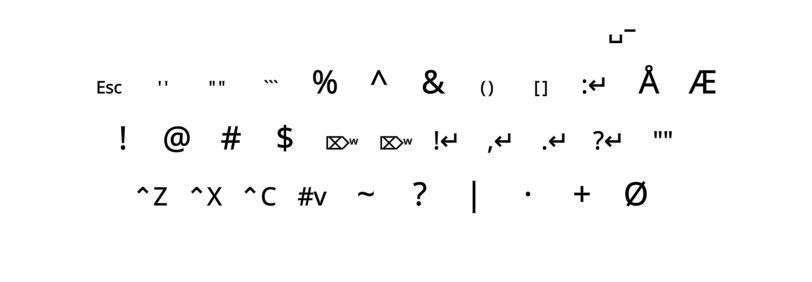 ␣‾
Esc '' "" ``` % ^ & () [] :↵ Å Æ
! @ # $ ⌦w ⌦w !↵ ,↵ .↵ ?↵ ""
^Z ^X ^C #v ~ ? | · + Ø